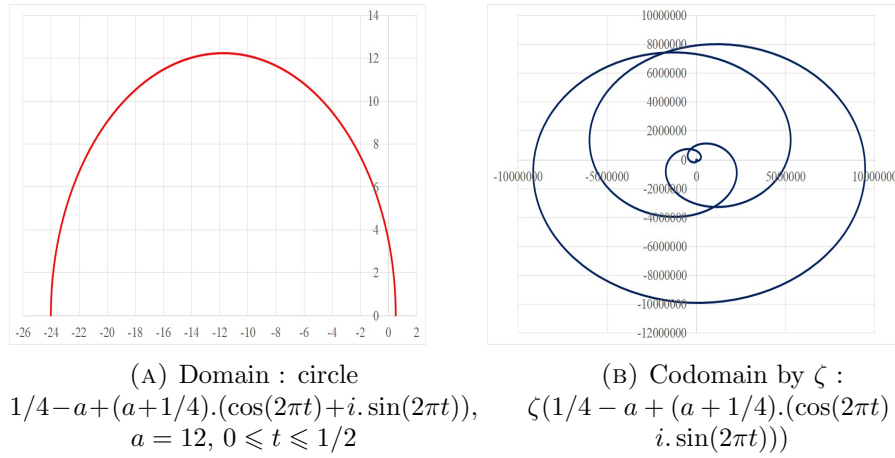 14
12
10
8
6
4
2
0
-26 -24 -22 -20 -18 -16 -14 -12 -10 -8 -6 -4 -2 0 2
10000000
8000000
6000000
4000000
2000000
0
-10000000 -5000000 0 5000000 10000000
-2000000
-4000000
-6000000
-8000000
-10000000
-12000000
(A) Domain : circle
1/4−a+(a+1/4).(cos(2πt)+i. sin(2πt)),
a = 12, 0 ⩽ t ⩽ 1/2
(B) Codomain by ζ :
ζ(1/4 − a + (a + 1/4).(cos(2πt)
i. sin(2πt)))